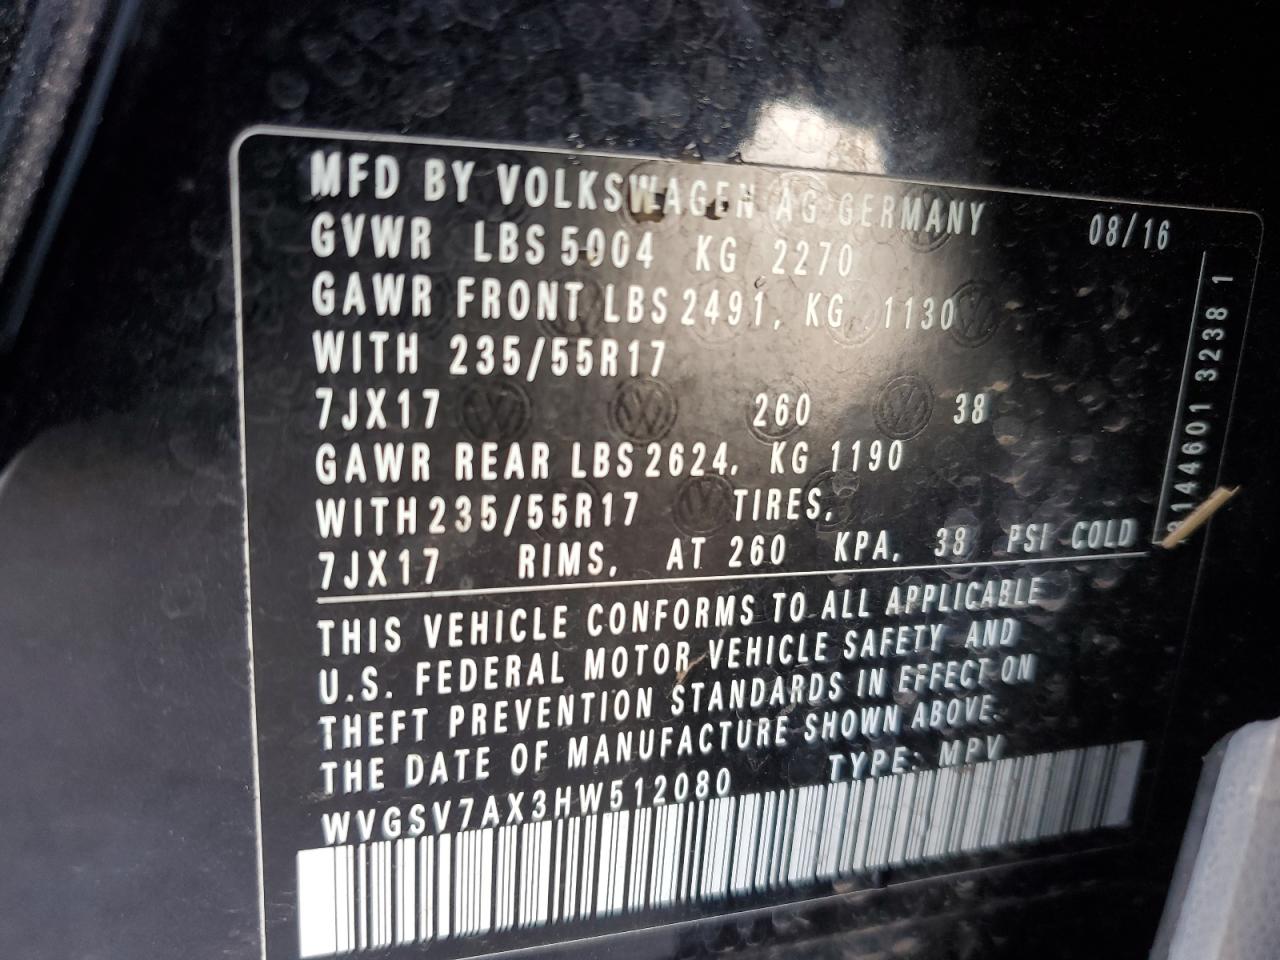 MFD BY VOLKSWAGEN AG GERMANY 08/16
GVWR LBS 5004 KG 2270
GAWR FRONT LBS 2491, KG 1130
WITH 235/55R17
7JX17 260 38
GAWR REAR LBS 2624, KG 1190
WITH 235/55R17 TIRES,
7JX17 RIMS, AT 260 KPA, 38 PSI COLD
THIS VEHICLE CONFORMS TO ALL APPLICABLE
U.S. FEDERAL MOTOR VEHICLE SAFETY AND
THEFT PREVENTION STANDARDS IN EFFECT ON
THE DATE OF MANUFACTURE SHOWN ABOVE.
WVGSV7AX3HW512080 TYPE: MPV
3238 1